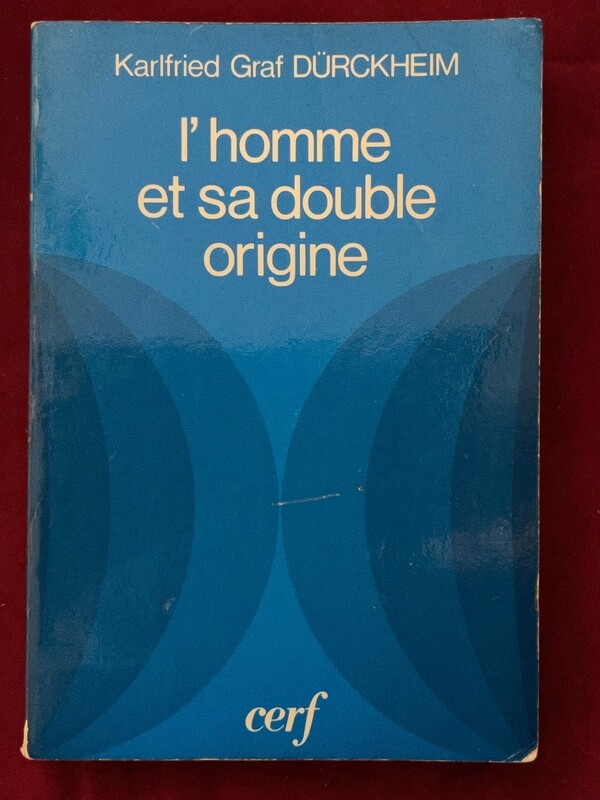 Karlfried Graf DÜRCKHEIM
l'homme
et sa double
origine
cerf